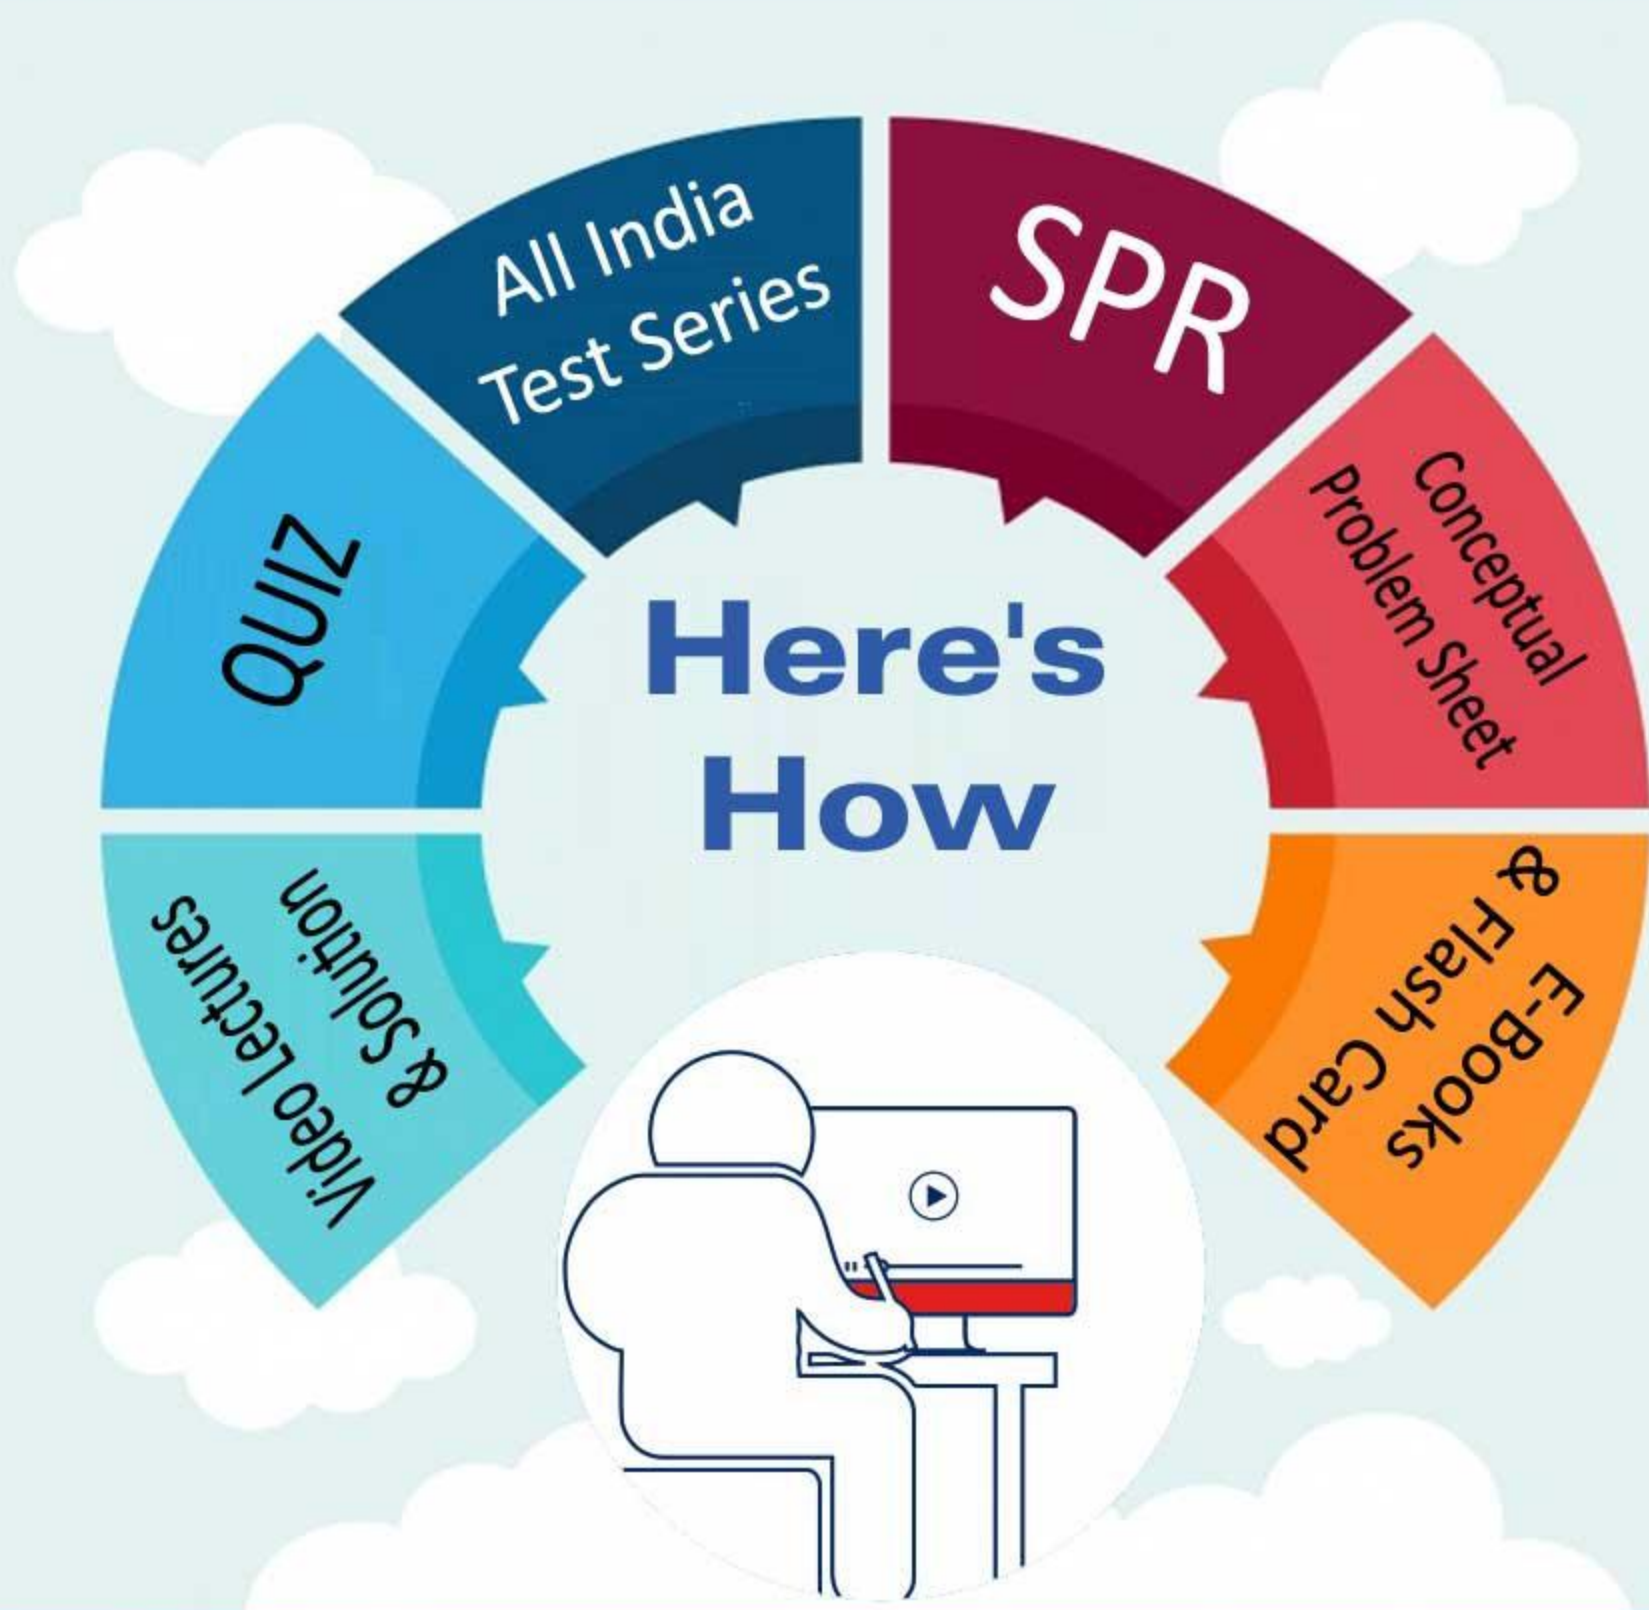 All India
Test Series
SPR
Conceptual
Problem Sheet
E-Books
& Flash Card
QUIZ
Video Lectures
& Solution
Here's
How